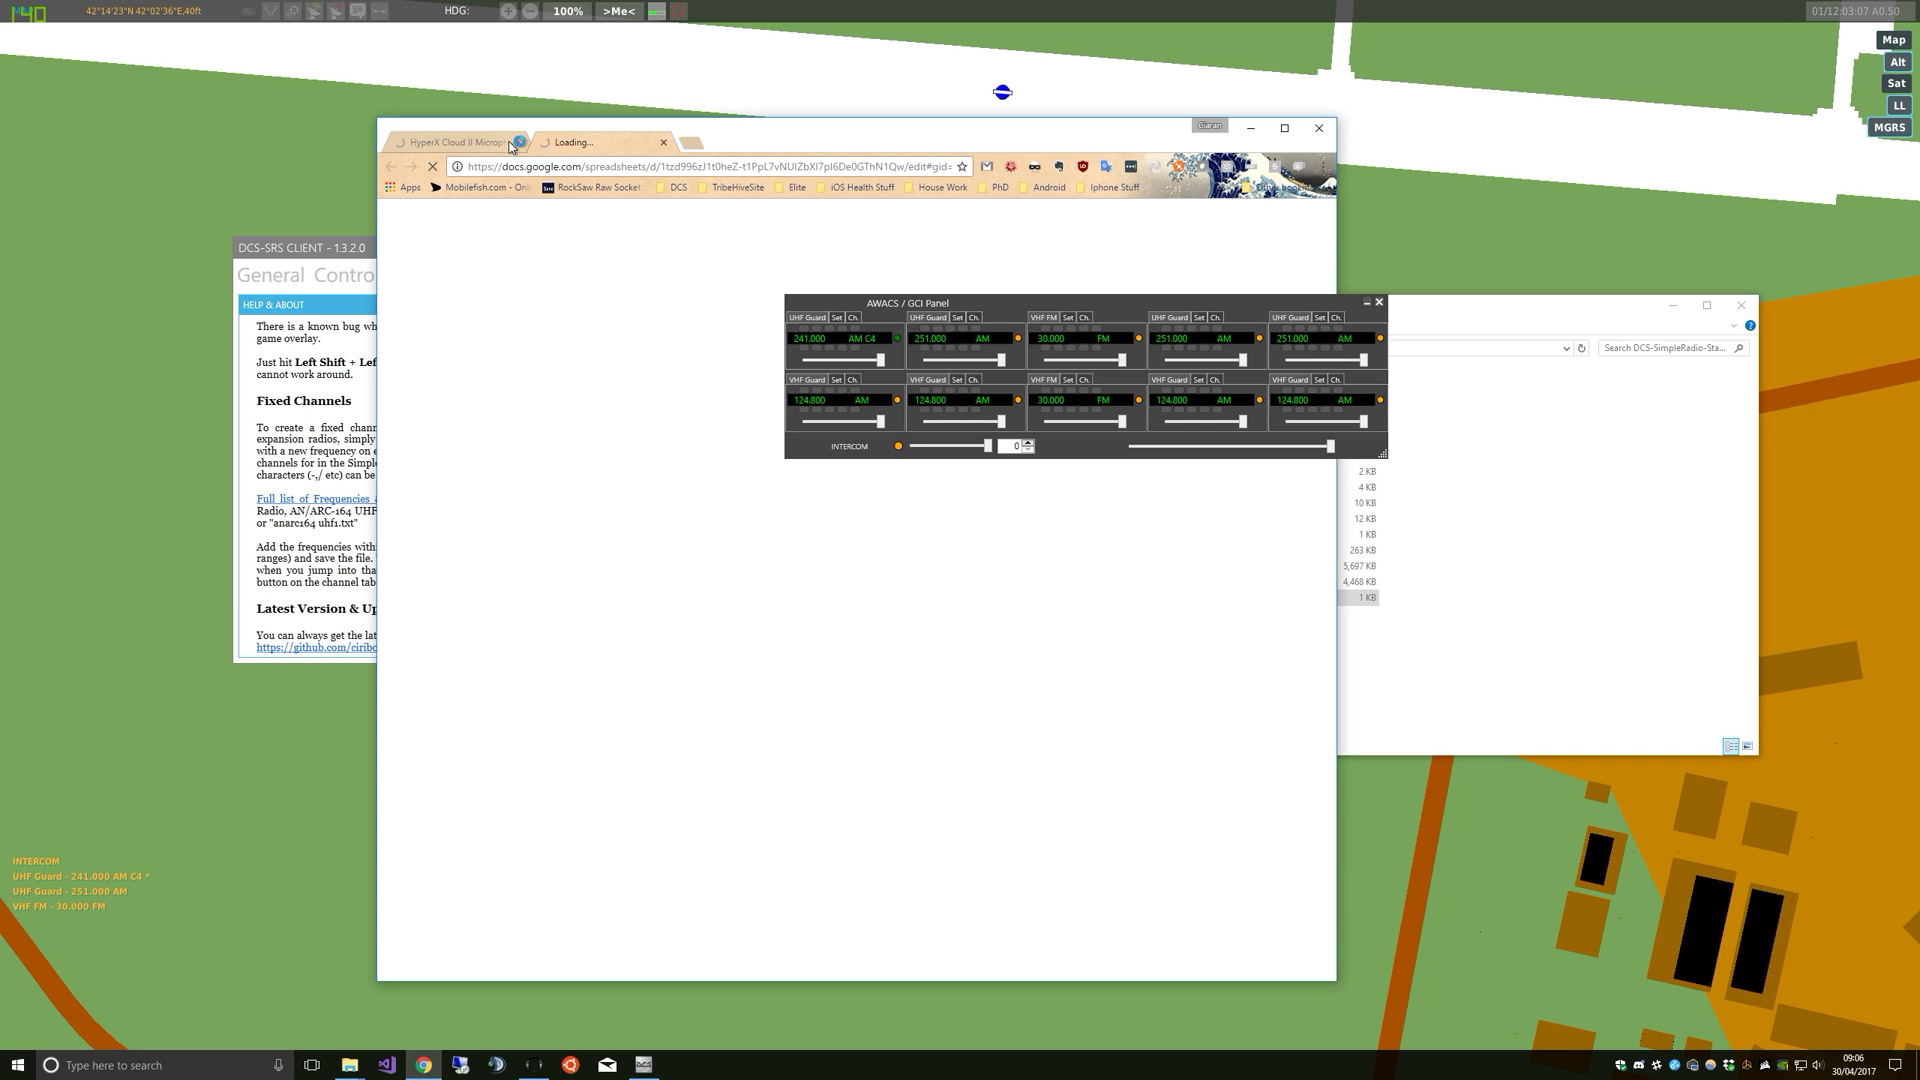 42°14'23"N 42°02'36"E,40ft
HDG:
100%
>Me<
01/12:03:07 A0.50
Map
Alt
Sat
LL
MGRS
Ciaran
HyperX Cloud II Microp
Loading...
https://docs.google.com/spreadsheets/d/1tzd996zJ1t0heZ-t1PpL7vNUIZbXI7pI6De0GThN1Qw/edit#gid=
Apps
Mobilefish.com - Onl
RockSaw Raw Socket
DCS
TribeHiveSite
Elite
iOS Health Stuff
House Work
PhD
Android
Iphone Stuff
DCS-SRS CLIENT - 1.3.2.0
General Contro
HELP & ABOUT
There is a known bug wh
game overlay.
Just hit Left Shift + Lef
cannot work around.
Fixed Channels
To create a fixed chann
expansion radios, simply
with a new frequency on e
channels for in the Simple
characters (-,/ etc) can be
Full list of Frequencies a
Radio, AN/ARC-164 UHF
or "anarc164 uhf1.txt"
Add the frequencies with
ranges) and save the file.
when you jump into tha
button on the channel tab
Latest Version & Up
You can always get the lat
https://github.com/ciribo
AWACS / GCI Panel
UHF Guard Set Ch. UHF Guard Set Ch. VHF FM Set Ch. UHF Guard Set Ch. UHF Guard Set Ch.
241.000 AM C4 251.000 AM 30.000 FM 251.000 AM 251.000 AM
VHF Guard Set Ch. VHF Guard Set Ch. VHF FM Set Ch. VHF Guard Set Ch. VHF Guard Set Ch.
124.800 AM 124.800 AM 30.000 FM 124.800 AM 124.800 AM
INTERCOM 0
Search DCS-SimpleRadio-Sta...
2 KB
4 KB
10 KB
12 KB
1 KB
263 KB
5,697 KB
4,468 KB
1 KB
INTERCOM
UHF Guard - 241.000 AM C4 *
UHF Guard - 251.000 AM
VHF FM - 30.000 FM
Type here to search
DCS
09:06
30/04/2017